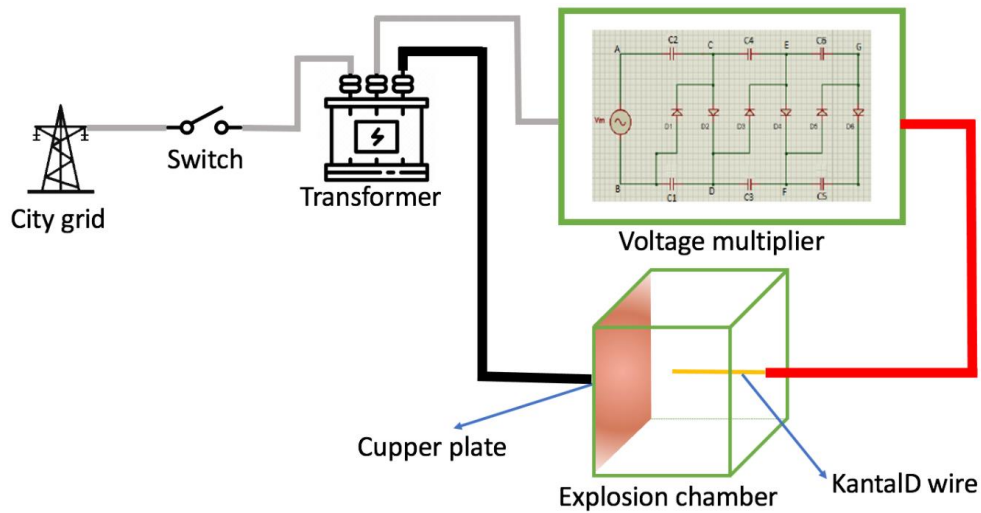 A
C2
C
C4
E
C6
G
Vm
D1
D2
D3
D4
D5
D6
B
C1
D
C3
F
C5
Switch
Transformer
City grid
Voltage multiplier
Cupper plate
KantalD wire
Explosion chamber